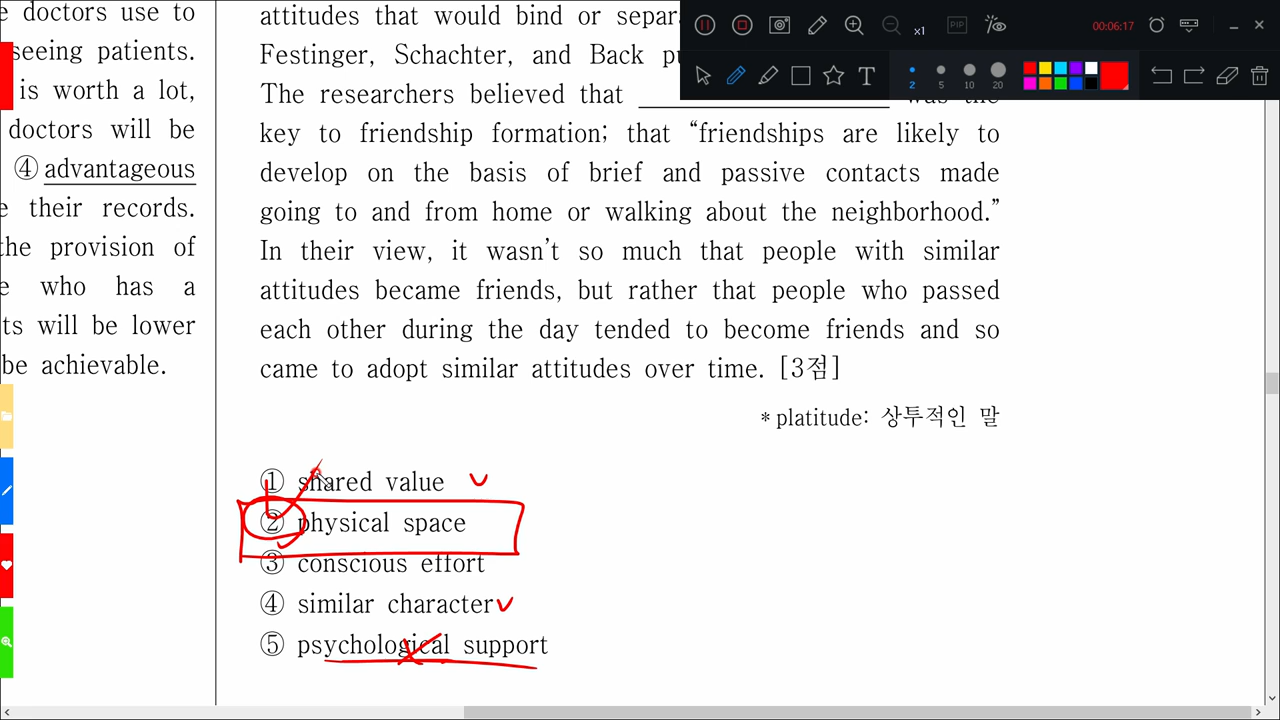 e doctors use to
seeing patients.
is worth a lot,
doctors will be
④ advantageous
e their records.
the provision of
e who has a
ts will be lower
be achievable.
attitudes that would bind or
Festinger, Schachter, and Back
The researchers believed that ____ was the
key to friendship formation; that “friendships are likely to
develop on the basis of brief and passive contacts made
going to and from home or walking about the neighborhood.”
In their view, it wasn’t so much that people with similar
attitudes became friends, but rather that people who passed
each other during the day tended to become friends and so
came to adopt similar attitudes over time. [3점]
* platitude: 상투적인 말
① shared value
② physical space
③ conscious effort
④ similar character
⑤ psychological support
x1
PIP
00:06:17
T
2 5 10 20